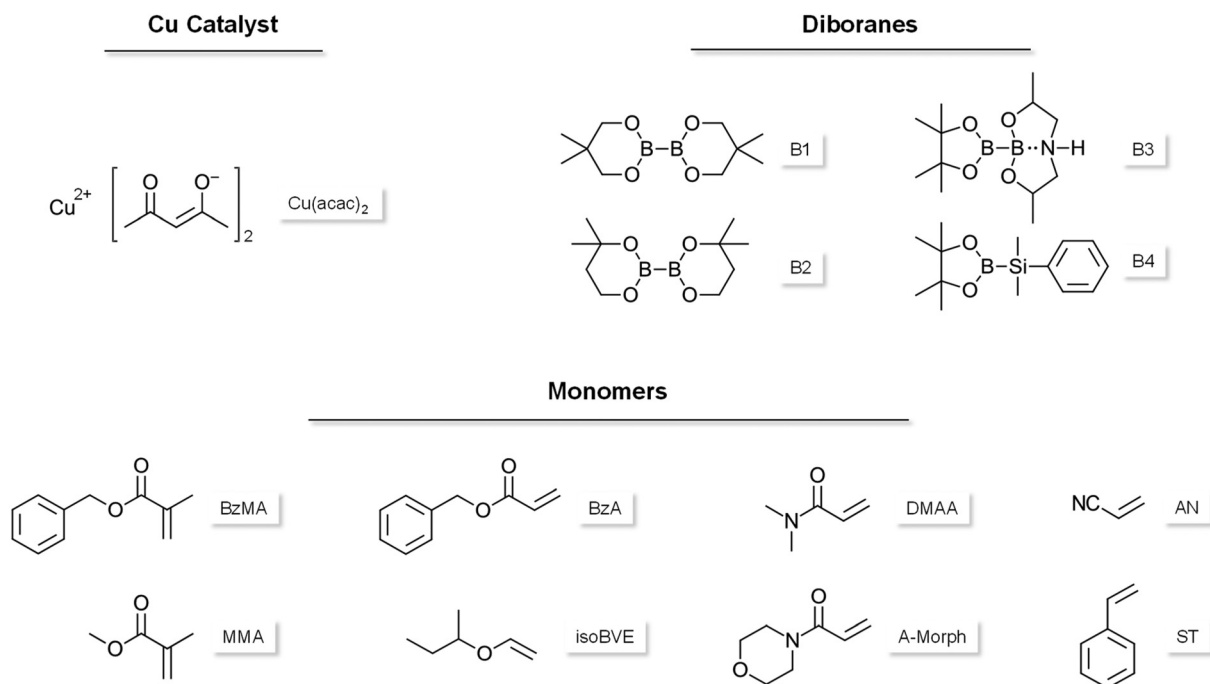 Cu Catalyst
Diboranes
Cu2+
O
O−
2
Cu(acac)2
O
O
B
B
O
O
B1
O
O
B
B
O
O
B2
O
O
B
B
O
O
N
H
B3
O
O
B
Si
B4
Monomers
O
O
BzMA
O
O
BzA
O
N
DMAA
NC
AN
O
O
MMA
O
isoBVE
O
N
O
A-Morph
ST